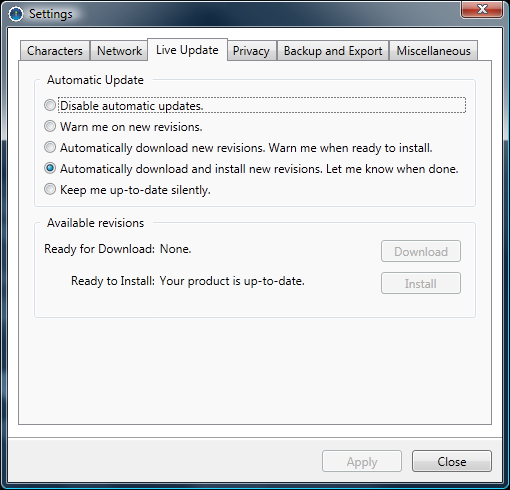 Settings
Characters Network Live Update Privacy Backup and Export Miscellaneous
Automatic Update
Disable automatic updates.
Warn me on new revisions.
Automatically download new revisions. Warn me when ready to install.
Automatically download and install new revisions. Let me know when done.
Keep me up-to-date silently.
Available revisions
Ready for Download: None. Download
Ready to Install: Your product is up-to-date. Install
Apply Close